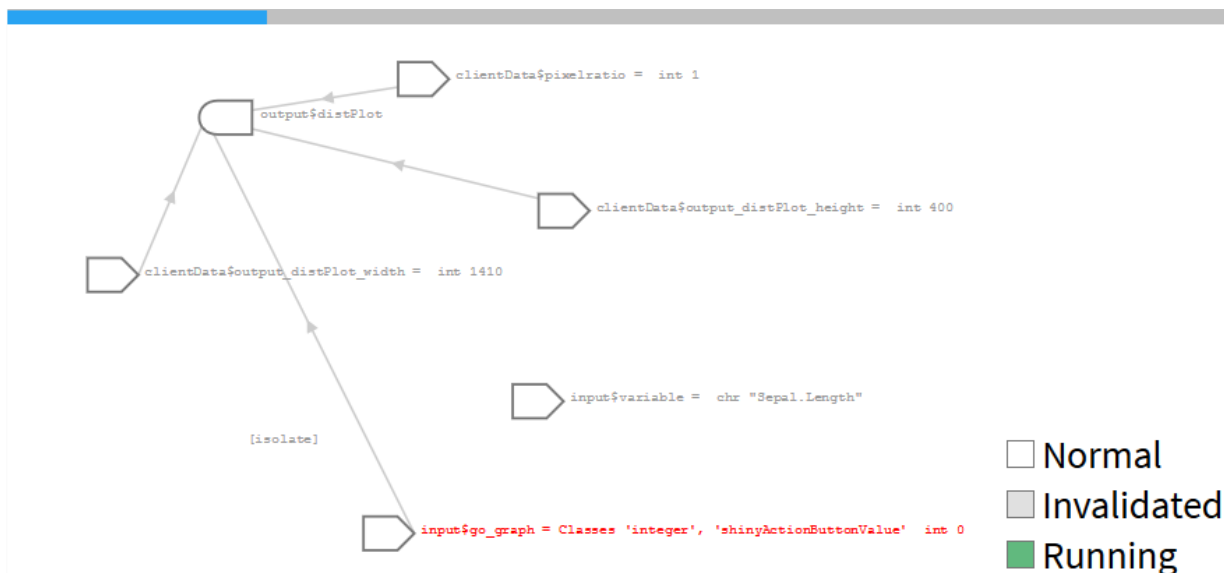 clientData$pixelratio =  int 1
output$distPlot
clientData$output_distPlot_height =  int 400
clientData$output_distPlot_width =  int 1410
input$variable =  chr "Sepal.Length"
[isolate]
Normal
Invalidated
input$go_graph = Classes 'integer', 'shinyActionButtonValue'  int 0
Running